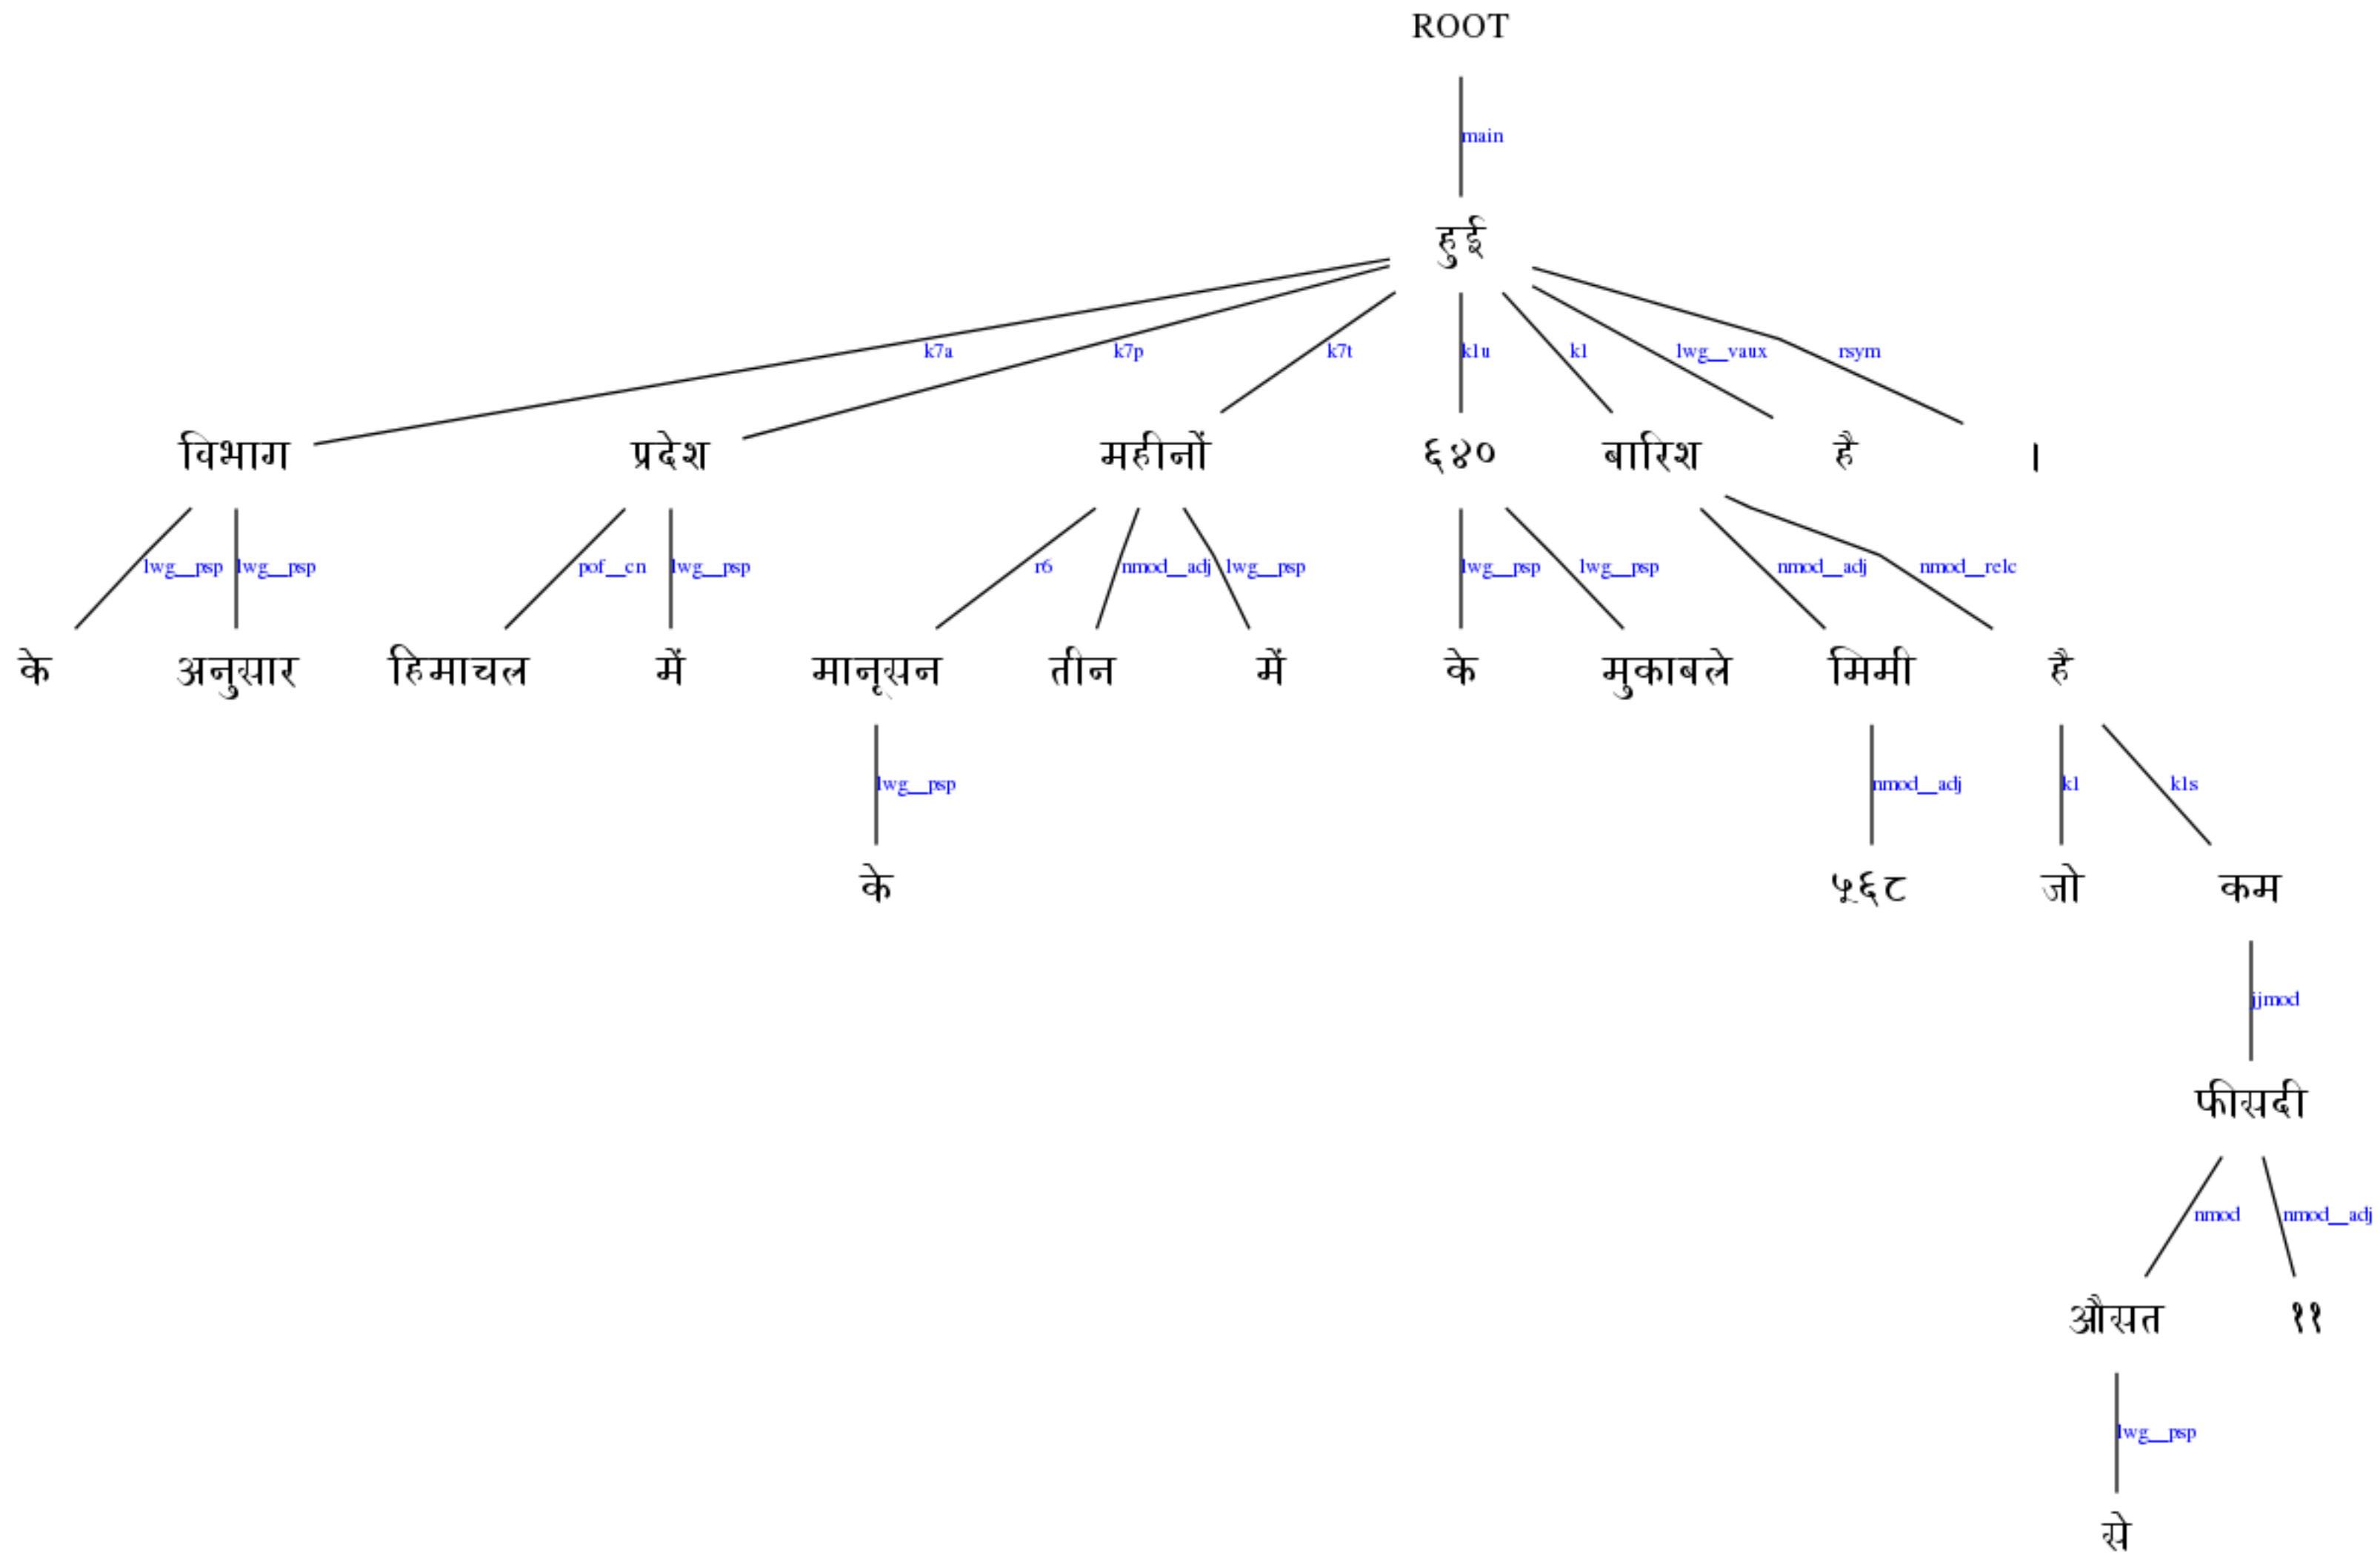 ROOT
main
हुई
k7a k7p k7t k1u k1 lwg__vaux rsym
विभाग प्रदेश महीनों ६४० बारिश है ।
lwg__psp lwg__psp pof__cn lwg__psp r6 nmod__adj lwg__psp lwg__psp lwg__psp nmod__adj nmod__relc
के अनुसार हिमाचल में मानूसन तीन में के मुकाबले मिमी है
lwg__psp nmod__adj k1 k1s
के ५६८ जो कम
jjmod
फीसदी
nmod nmod__adj
औसत ११
lwg__psp
से